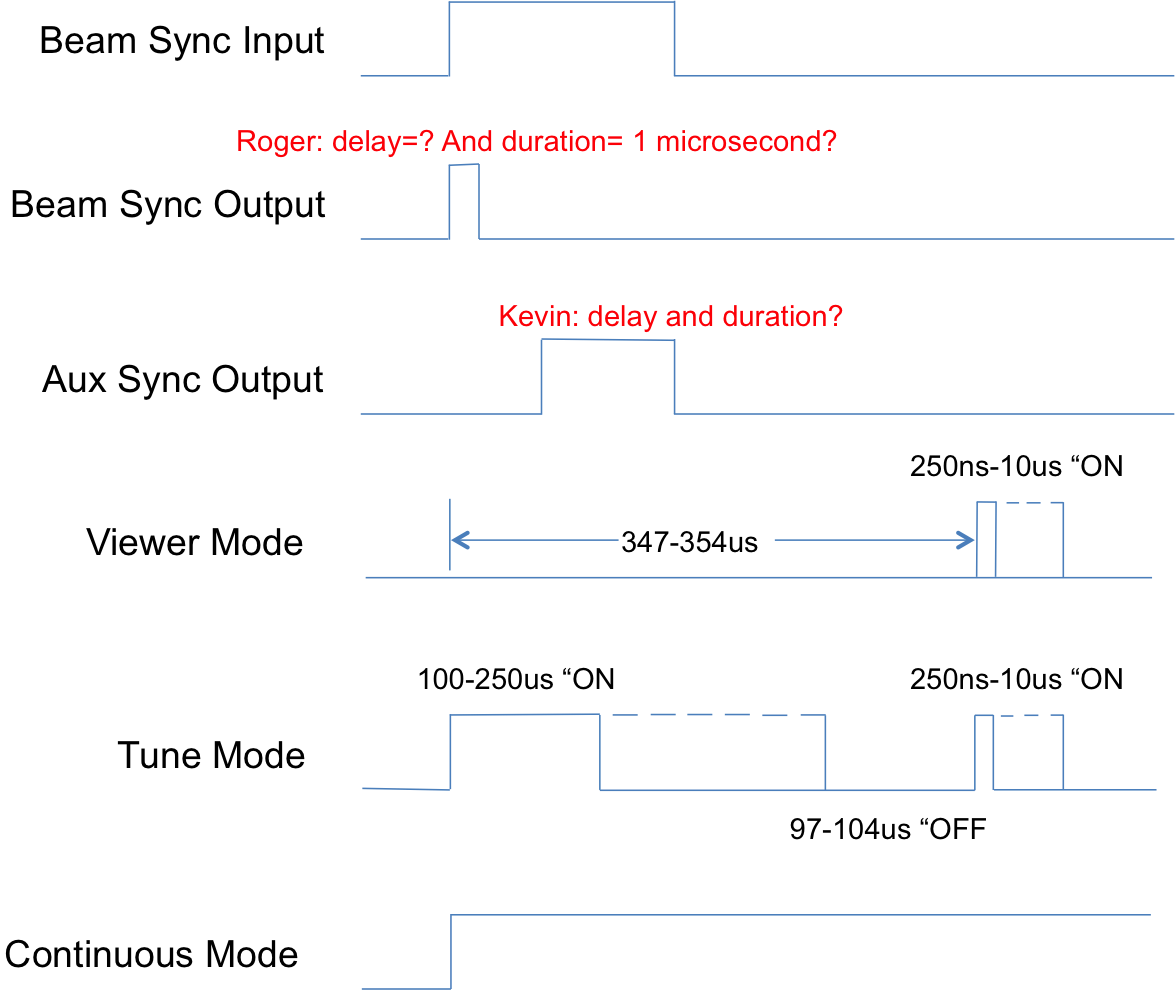 Beam Sync Input
Roger: delay=? And duration= 1 microsecond?
Beam Sync Output
Kevin: delay and duration?
Aux Sync Output
250ns-10us “ON
Viewer Mode
347-354us
100-250us “ON
250ns-10us “ON
Tune Mode
97-104us “OFF
Continuous Mode